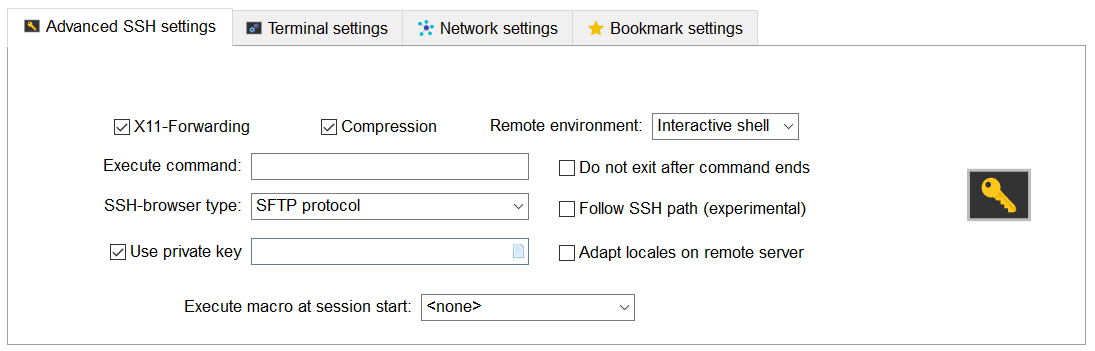 Advanced SSH settings Terminal settings Network settings Bookmark settings
X11-Forwarding Compression Remote environment: Interactive shell
Execute command: Do not exit after command ends
SSH-browser type: SFTP protocol Follow SSH path (experimental)
Use private key Adapt locales on remote server
Execute macro at session start: <none>